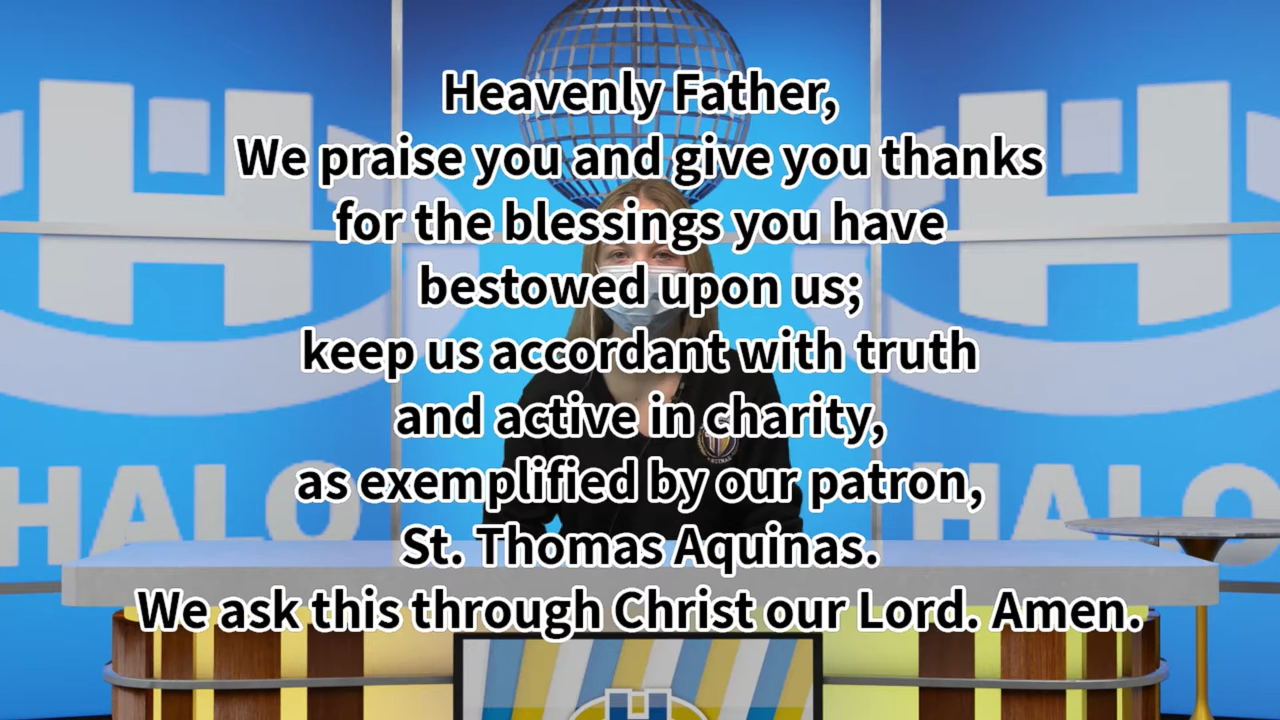 Heavenly Father,
We praise you and give you thanks
for the blessings you have
bestowed upon us;
keep us accordant with truth
and active in charity,
as exemplified by our patron,
St. Thomas Aquinas.
We ask this through Christ our Lord. Amen.
H
H
HALO
HALO
H